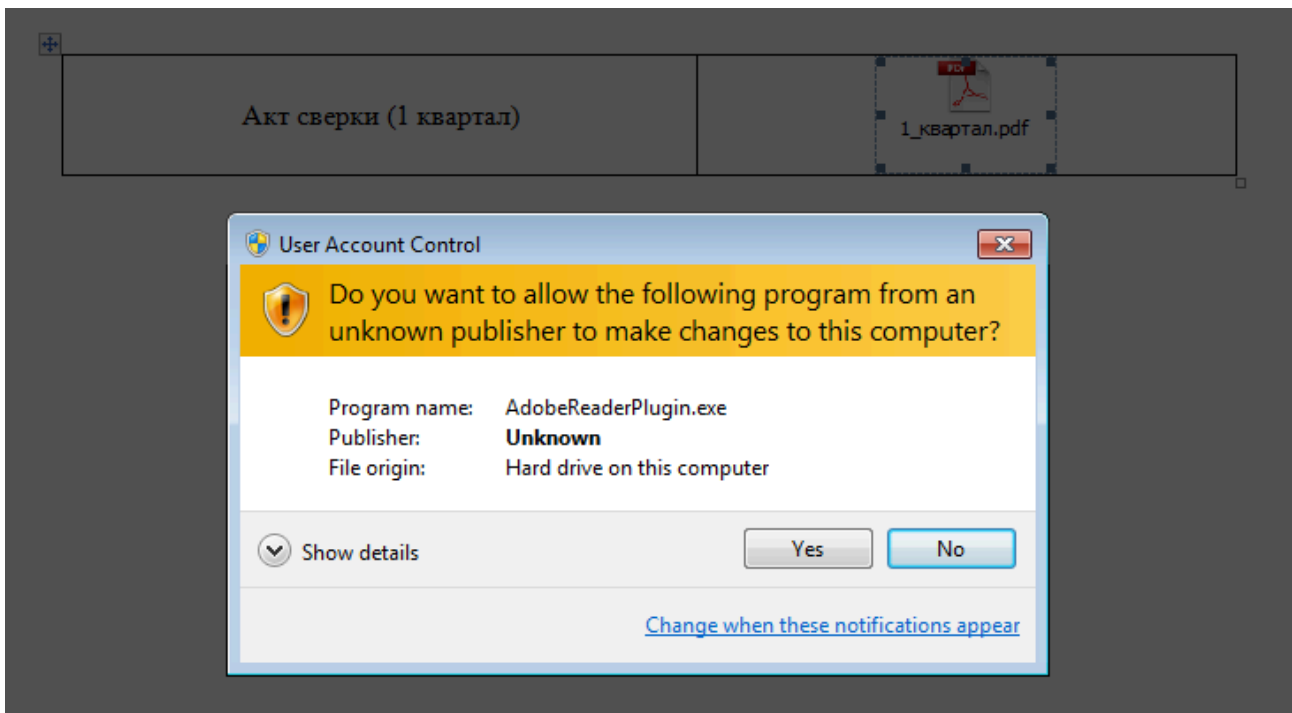 Акт сверки (1 квартал)
PDF
1_квартал.pdf
User Account Control
Do you want to allow the following program from an
unknown publisher to make changes to this computer?
Program name: AdobeReaderPlugin.exe
Publisher: Unknown
File origin: Hard drive on this computer
Show details
Yes
No
Change when these notifications appear